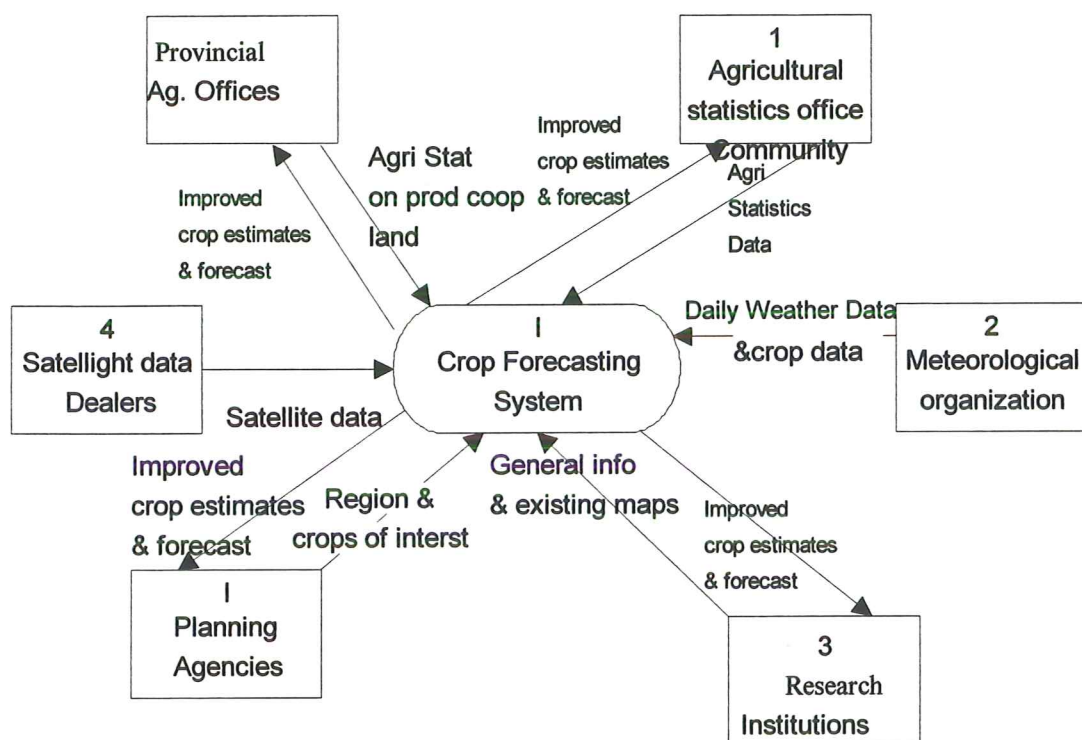 Provincial
Ag. Offices
1
Agricultural
statistics office
Community
Improved
crop estimates
& forecast
Agri Stat
on prod coop
land
Improved
crop estimates
& forecast
Agri
Statistics
Data
4
Satellight data
Dealers
I
Crop Forecasting
System
Daily Weather Data
&crop data
2
Meteorological
organization
Satellite data
Improved
crop estimates
& forecast
Region &
crops of interst
General info
& existing maps
Improved
crop estimates
& forecast
I
Planning
Agencies
3
Research
Institutions